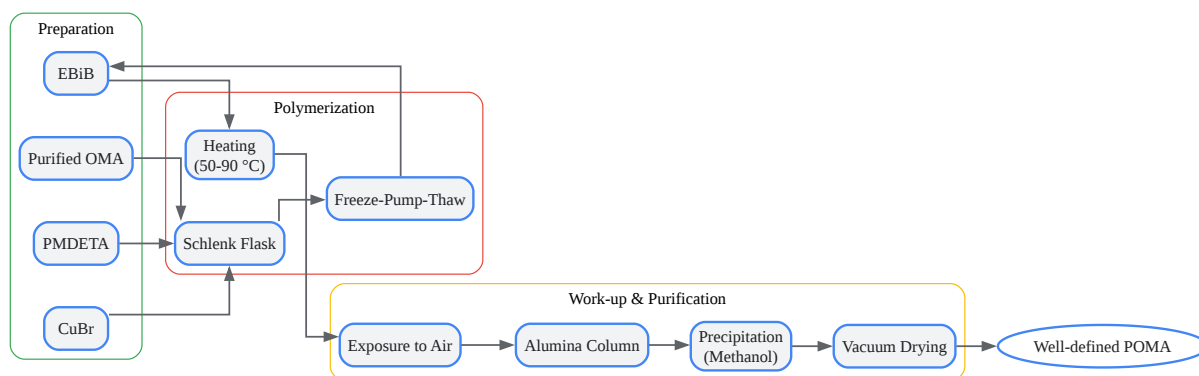 Preparation
EBiB
Purified OMA
PMDETA
CuBr
Polymerization
Heating
(50-90 °C)
Freeze-Pump-Thaw
Schlenk Flask
Work-up & Purification
Exposure to Air
Alumina Column
Precipitation
(Methanol)
Vacuum Drying
Well-defined POMA